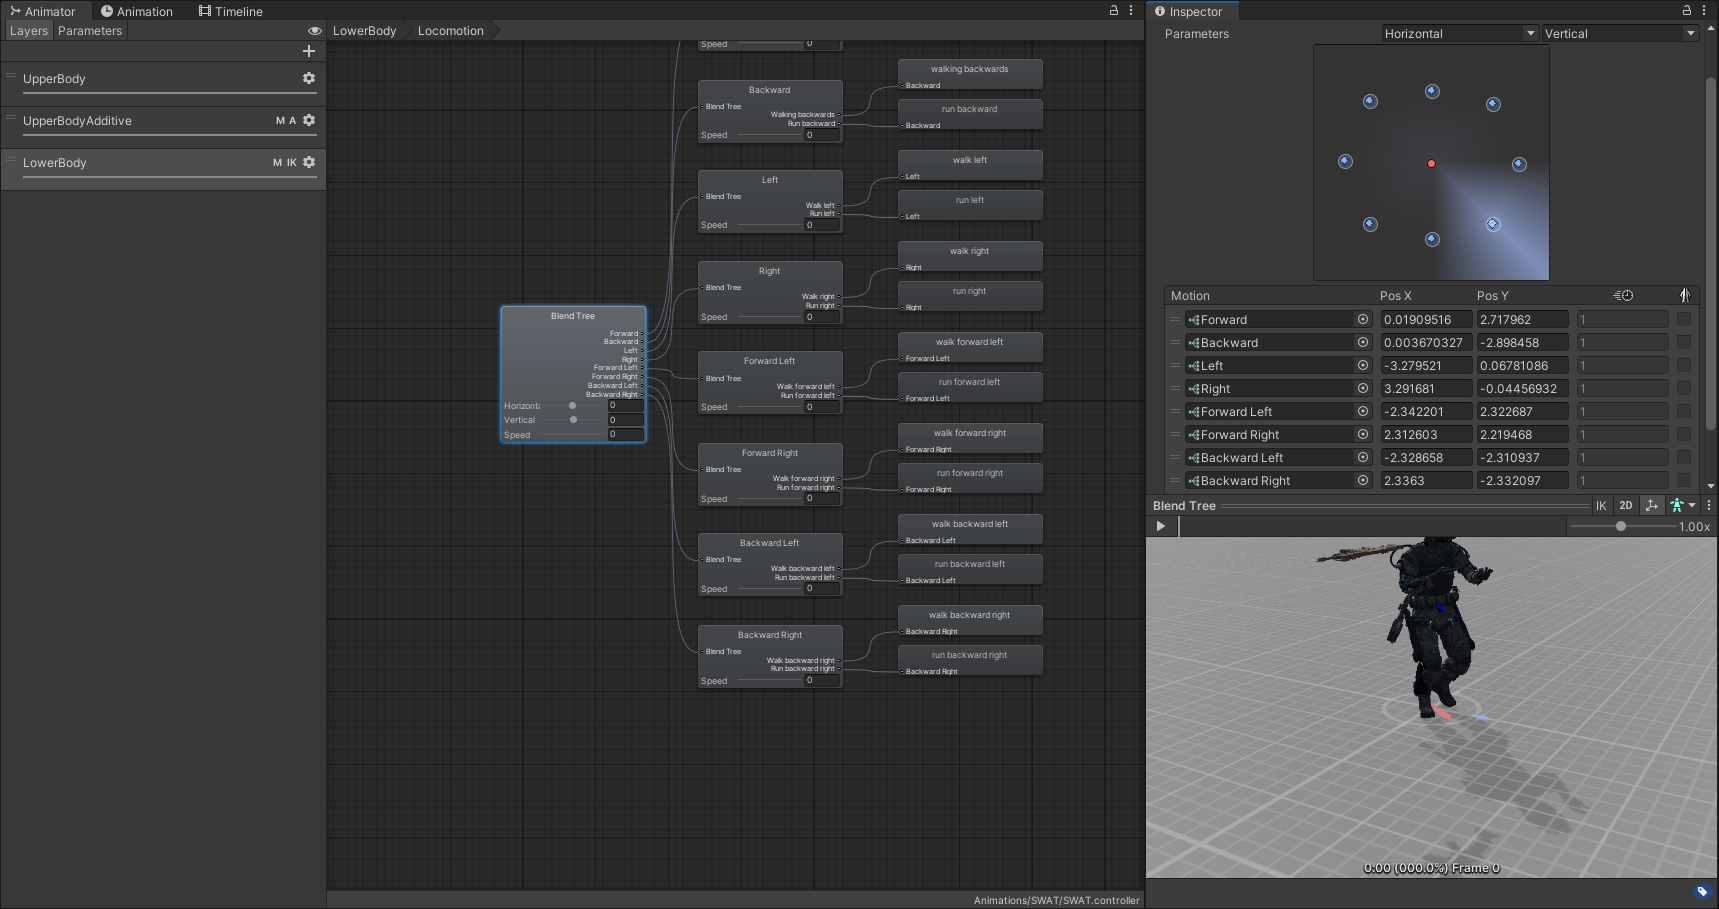 Animator
Animation
Timeline
Layers
Parameters
UpperBody
UpperBodyAdditive
M A
LowerBody
M IK
LowerBody
Locomotion
Speed
0
Backward
Blend Tree
Walking backwards
Run backward
Speed
0
walking backwards
Backward
run backward
Backward
Left
Blend Tree
Walk left
Run left
Speed
0
walk left
Left
run left
Left
Right
Blend Tree
Walk right
Run right
Speed
0
walk right
Right
run right
Right
Blend Tree
Forward
Backward
Left
Right
Forward Left
Forward Right
Backward Left
Backward Right
Horizonta
0
Vertical
0
Speed
0
Forward Left
Blend Tree
Walk forward left
Run forward left
Speed
0
walk forward left
Forward Left
run forward left
Forward Left
Forward Right
Blend Tree
Walk forward right
Run forward right
Speed
0
walk forward right
Forward Right
run forward right
Forward Right
Backward Left
Blend Tree
Walk backward left
Run backward left
Speed
0
walk backward left
Backward Left
run backward left
Backward Left
Backward Right
Blend Tree
Walk backward right
Run backward right
Speed
0
walk backward right
Backward Right
run backward right
Backward Right
Animations/SWAT/SWAT.controller
Inspector
Parameters
Horizontal
Vertical
Motion Pos X Pos Y
Forward 0.01909516 2.717962 1
Backward 0.003670327 -2.898458 1
Left -3.279521 0.06781086 1
Right 3.291681 -0.04456932 1
Forward Left -2.342201 2.322687 1
Forward Right 2.312603 2.219468 1
Backward Left -2.328658 -2.310937 1
Backward Right 2.3363 -2.332097 1
Blend Tree
IK
2D
1.00x
0:00 (000.0%) Frame 0